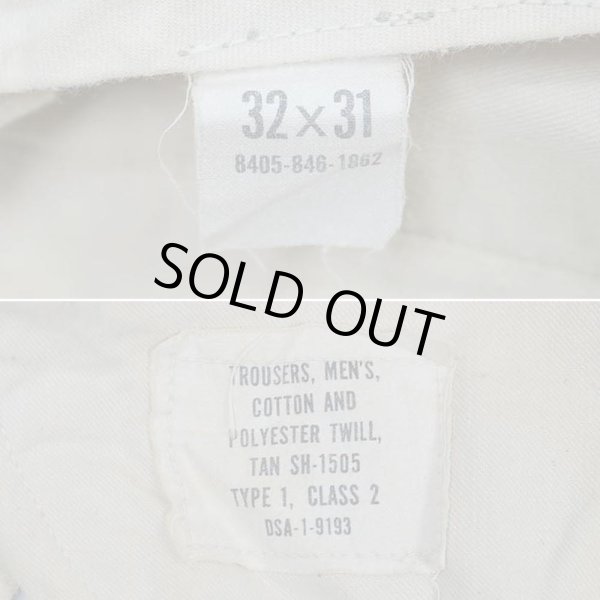 32 x 31
8405-846-1862
SOLD OUT
TROUSERS, MEN'S,
COTTON AND
POLYESTER TWILL,
TAN SH-1505
TYPE 1, CLASS 2
DSA-1-9193